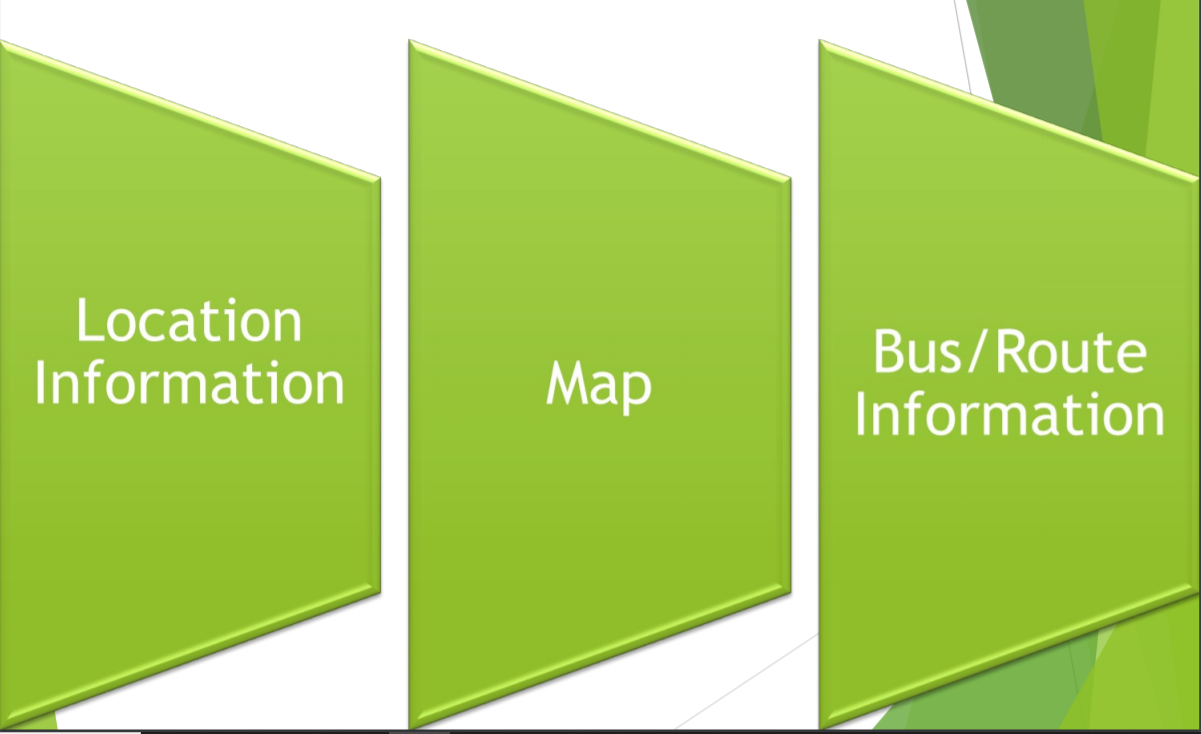 Location
Information
Map
Bus/Route
Information